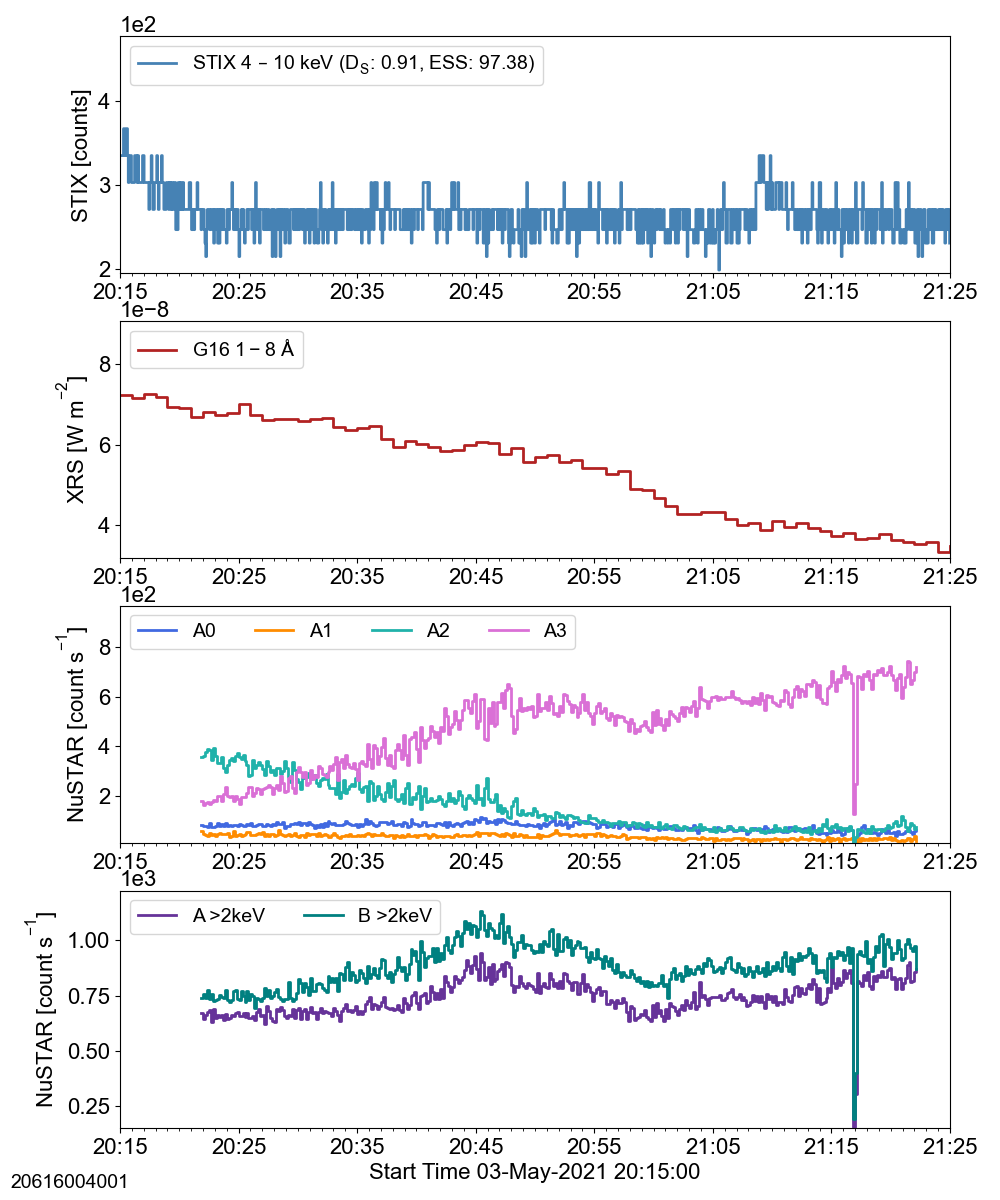 1e2
STIX 4 – 10 keV (D_S: 0.91, ESS: 97.38)
STIX [counts]
4
3
2
20:15 20:25 20:35 20:45 20:55 21:05 21:15 21:25
1e−8
G16 1 – 8 Å
XRS [W m⁻²]
8
6
4
20:15 20:25 20:35 20:45 20:55 21:05 21:15 21:25
1e2
A0 A1 A2 A3
NuSTAR [count s⁻¹]
8
6
4
2
20:15 20:25 20:35 20:45 20:55 21:05 21:15 21:25
1e3
A >2keV B >2keV
NuSTAR [count s⁻¹]
1.00
0.75
0.50
0.25
20:15 20:25 20:35 20:45 20:55 21:05 21:15 21:25
Start Time 03-May-2021 20:15:00
20616004001